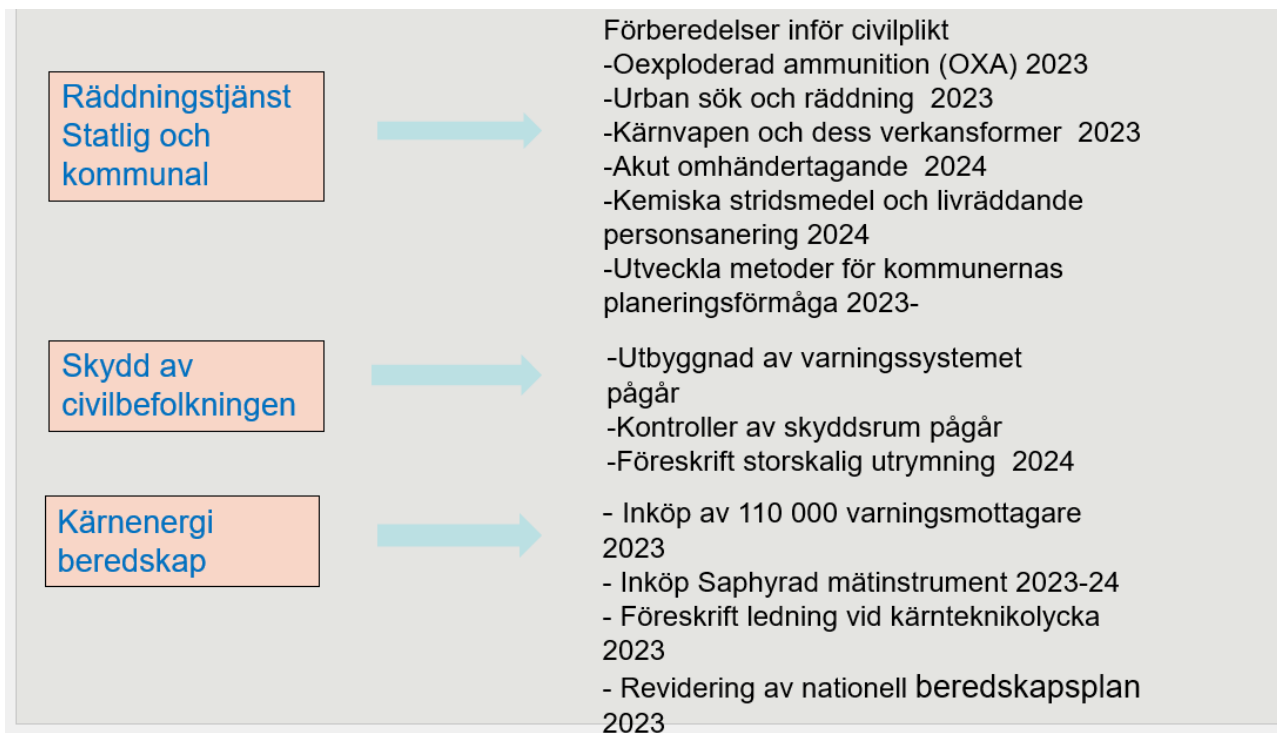 Räddningstjänst
Statlig och
kommunal
Förberedelser inför civilplikt
-Oexploderad ammunition (OXA) 2023
-Urban sök och räddning 2023
-Kärnvapen och dess verkansformer 2023
-Akut omhändertagande 2024
-Kemiska stridsmedel och livräddande
personsanering 2024
-Utveckla metoder för kommunernas
planeringsförmåga 2023-
Skydd av
civilbefolkningen
-Utbyggnad av varningssystemet
pågår
-Kontroller av skyddsrum pågår
-Föreskrift storskalig utrymning 2024
Kärnenergi
beredskap
- Inköp av 110 000 varningsmottagare
2023
- Inköp Saphyrad mätinstrument 2023-24
- Föreskrift ledning vid kärnteknikolycka
2023
- Revidering av nationell beredskapsplan
2023